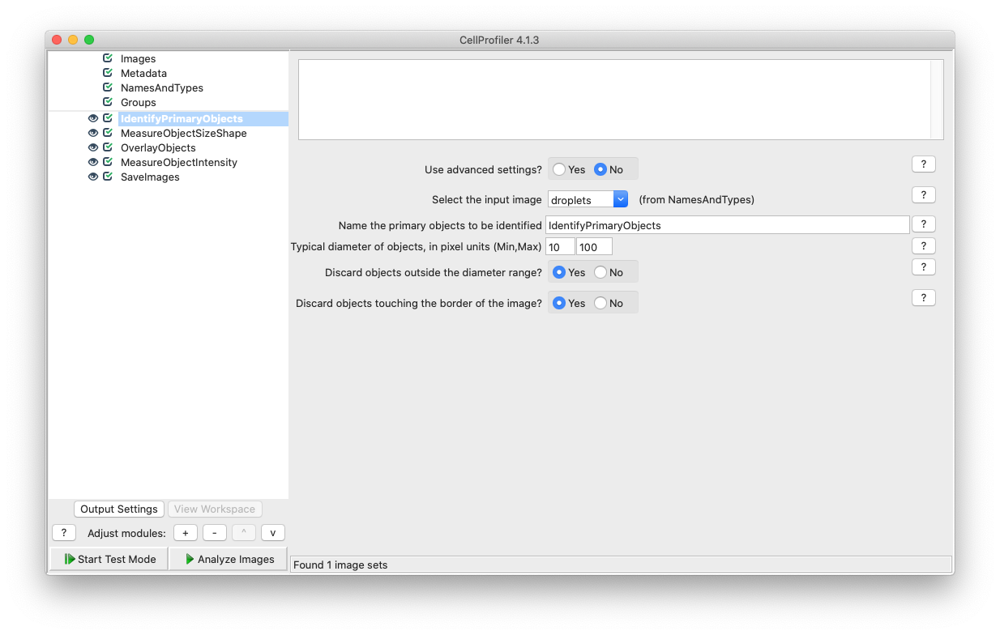 CellProfiler 4.1.3
Images
Metadata
NamesAndTypes
Groups
IdentifyPrimaryObjects
MeasureObjectSizeShape
OverlayObjects
MeasureObjectIntensity
SaveImages
Output Settings View Workspace
? Adjust modules: + - ^ v
Start Test Mode Analyze Images
Use advanced settings? Yes No ?
Select the input image droplets (from NamesAndTypes) ?
Name the primary objects to be identified IdentifyPrimaryObjects ?
Typical diameter of objects, in pixel units (Min,Max) 10 100 ?
Discard objects outside the diameter range? Yes No ?
Discard objects touching the border of the image? Yes No ?
Found 1 image sets